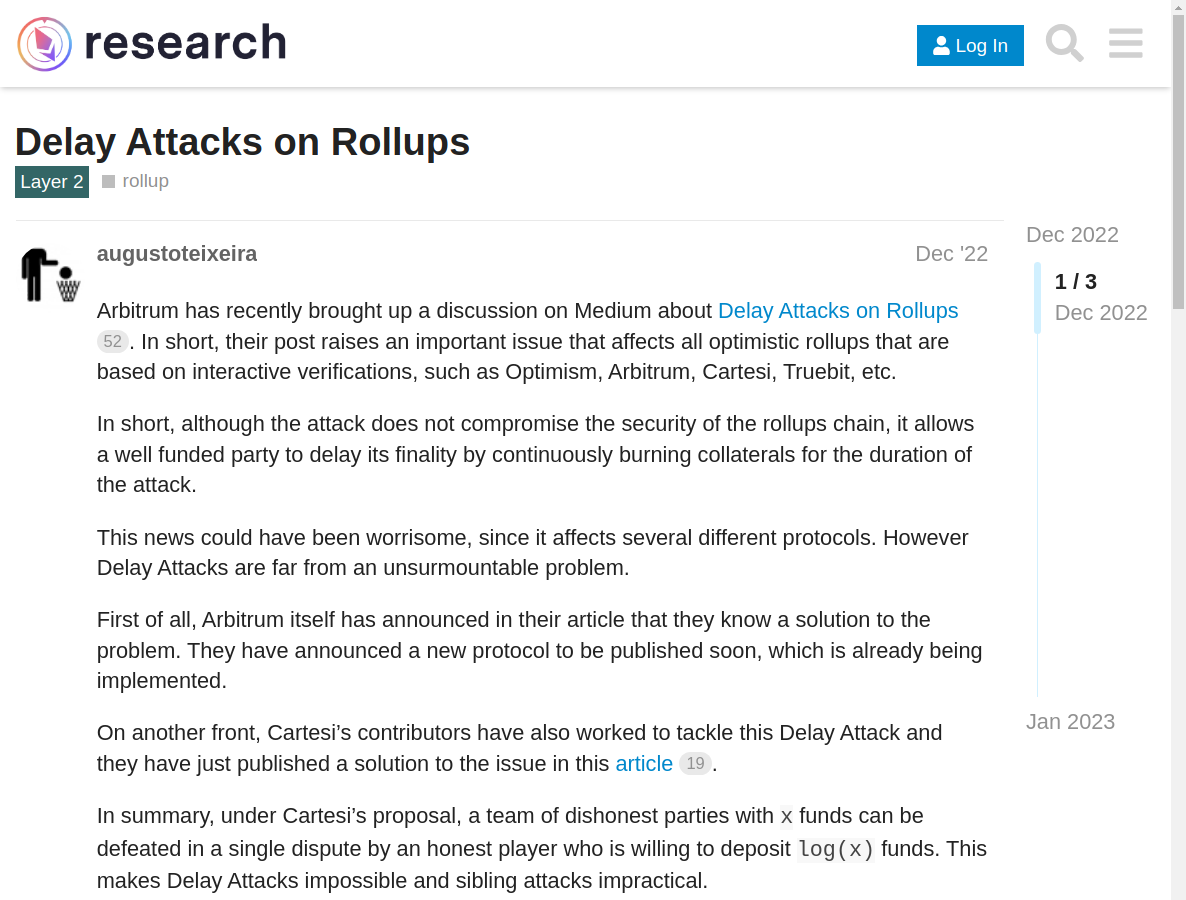 research
Log In
Delay Attacks on Rollups
Layer 2 rollup
augustoteixeira Dec '22
Arbitrum has recently brought up a discussion on Medium about Delay Attacks on Rollups
52 . In short, their post raises an important issue that affects all optimistic rollups that are
based on interactive verifications, such as Optimism, Arbitrum, Cartesi, Truebit, etc.
In short, although the attack does not compromise the security of the rollups chain, it allows
a well funded party to delay its finality by continuously burning collaterals for the duration of
the attack.
This news could have been worrisome, since it affects several different protocols. However
Delay Attacks are far from an unsurmountable problem.
First of all, Arbitrum itself has announced in their article that they know a solution to the
problem. They have announced a new protocol to be published soon, which is already being
implemented.
On another front, Cartesi’s contributors have also worked to tackle this Delay Attack and
they have just published a solution to the issue in this article 19 .
In summary, under Cartesi’s proposal, a team of dishonest parties with x funds can be
defeated in a single dispute by an honest player who is willing to deposit log(x) funds. This
makes Delay Attacks impossible and sibling attacks impractical.
Dec 2022
1 / 3
Dec 2022
Jan 2023